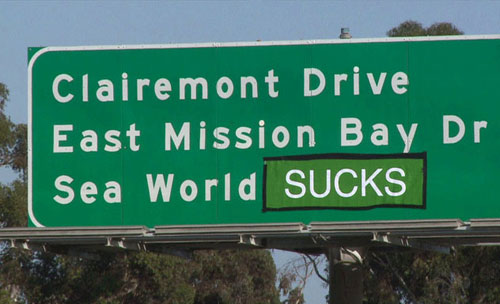 Clairemont Drive
East Mission Bay Dr
Sea World SUCKS